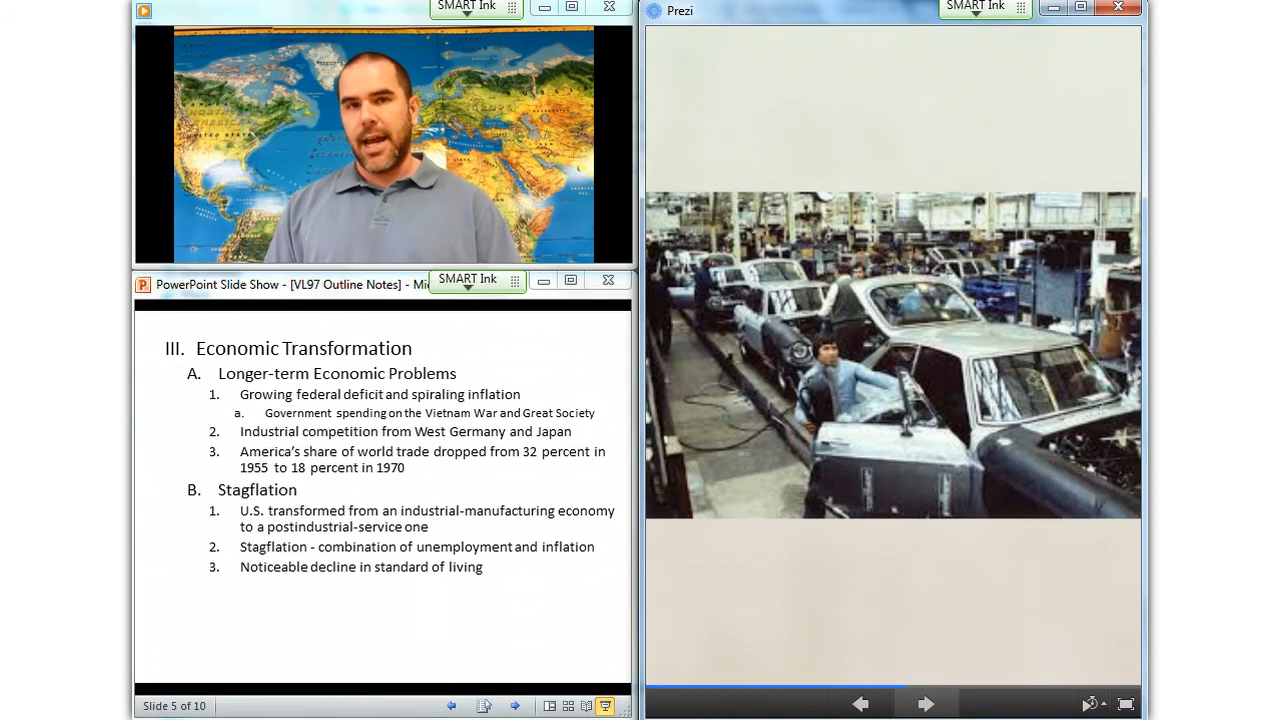 SMART Ink
SMART Ink
Prezi
PowerPoint Slide Show - [VL97 Outline Notes] - Mi
SMART Ink
III. Economic Transformation
A. Longer-term Economic Problems
1. Growing federal deficit and spiraling inflation
a. Government spending on the Vietnam War and Great Society
2. Industrial competition from West Germany and Japan
3. America's share of world trade dropped from 32 percent in
1955 to 18 percent in 1970
B. Stagflation
1. U.S. transformed from an industrial-manufacturing economy
to a postindustrial-service one
2. Stagflation - combination of unemployment and inflation
3. Noticeable decline in standard of living
Slide 5 of 10